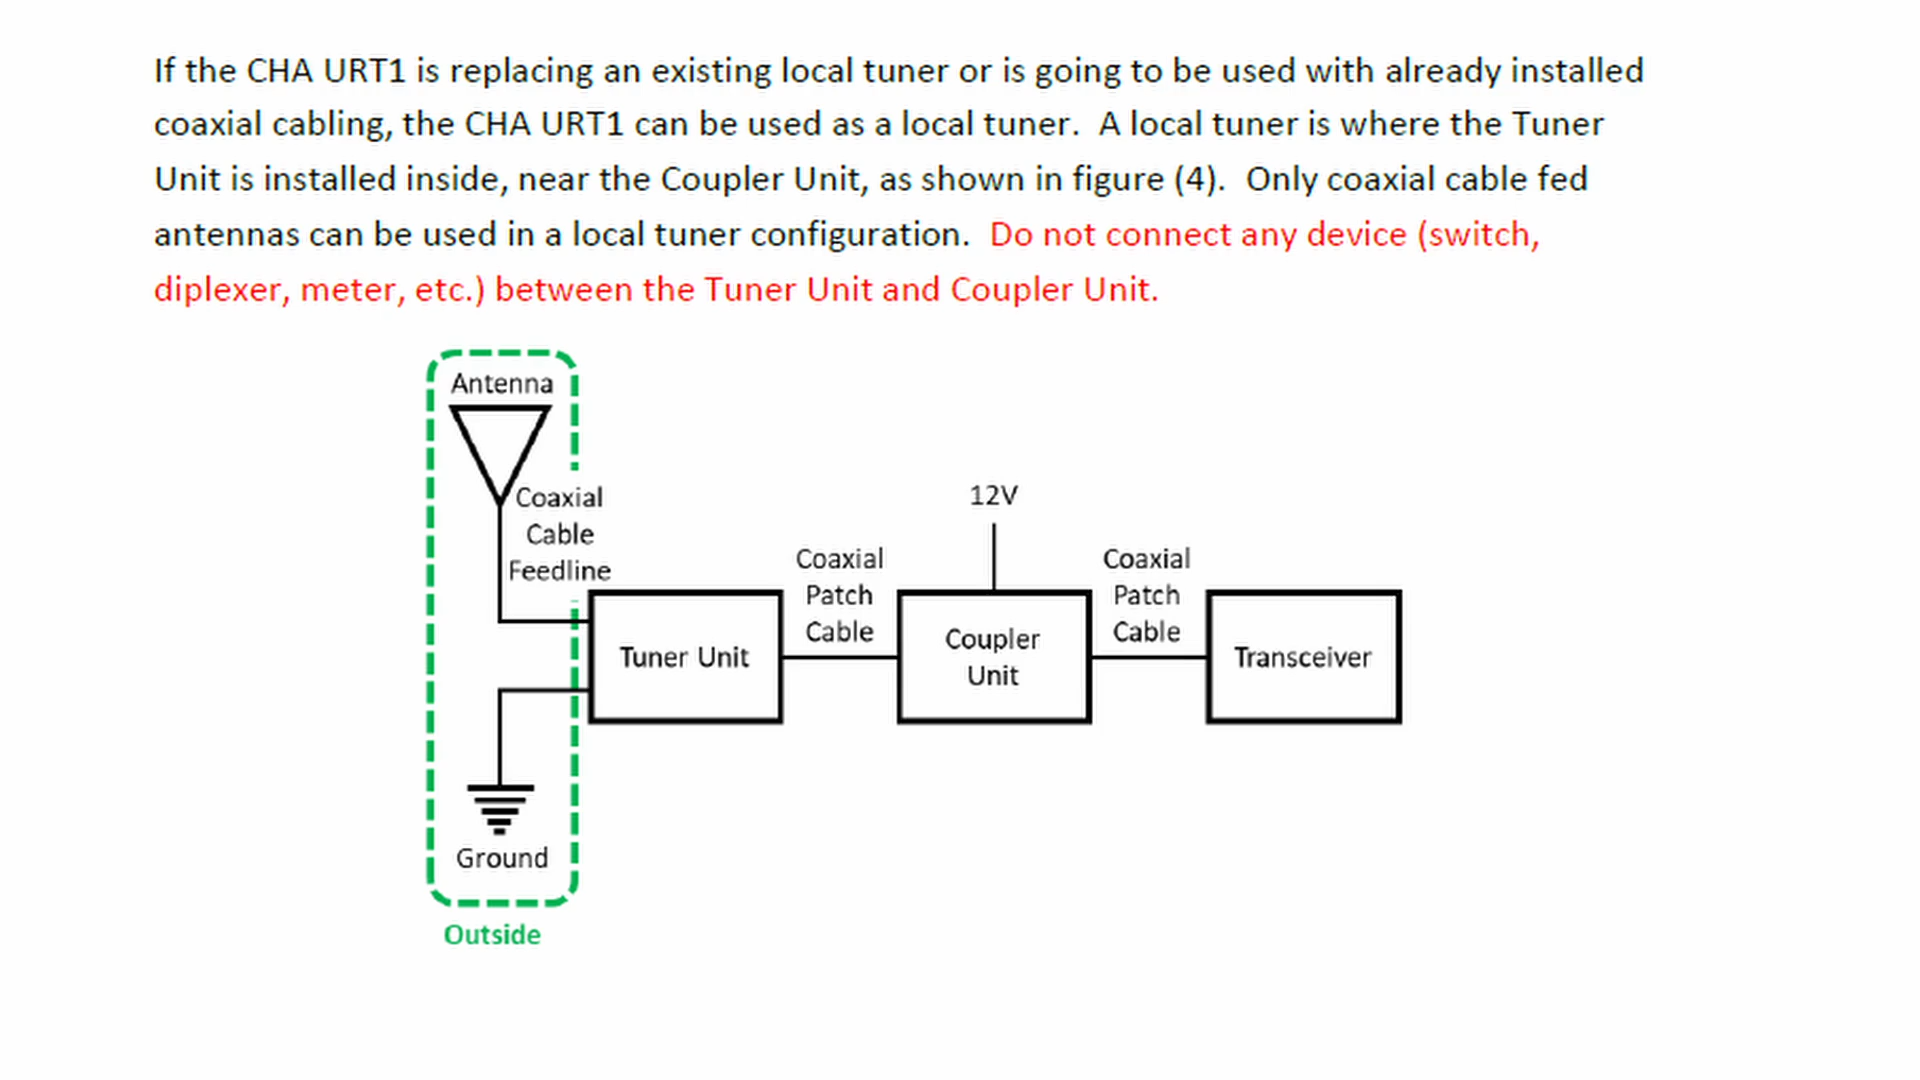 If the CHA URT1 is replacing an existing local tuner or is going to be used with already installed
coaxial cabling, the CHA URT1 can be used as a local tuner.  A local tuner is where the Tuner
Unit is installed inside, near the Coupler Unit, as shown in figure (4).  Only coaxial cable fed
antennas can be used in a local tuner configuration.  Do not connect any device (switch,
diplexer, meter, etc.) between the Tuner Unit and Coupler Unit.
Antenna
Coaxial
Cable
Feedline
Tuner Unit
Coaxial
Patch
Cable
12V
Coupler
Unit
Coaxial
Patch
Cable
Transceiver
Ground
Outside